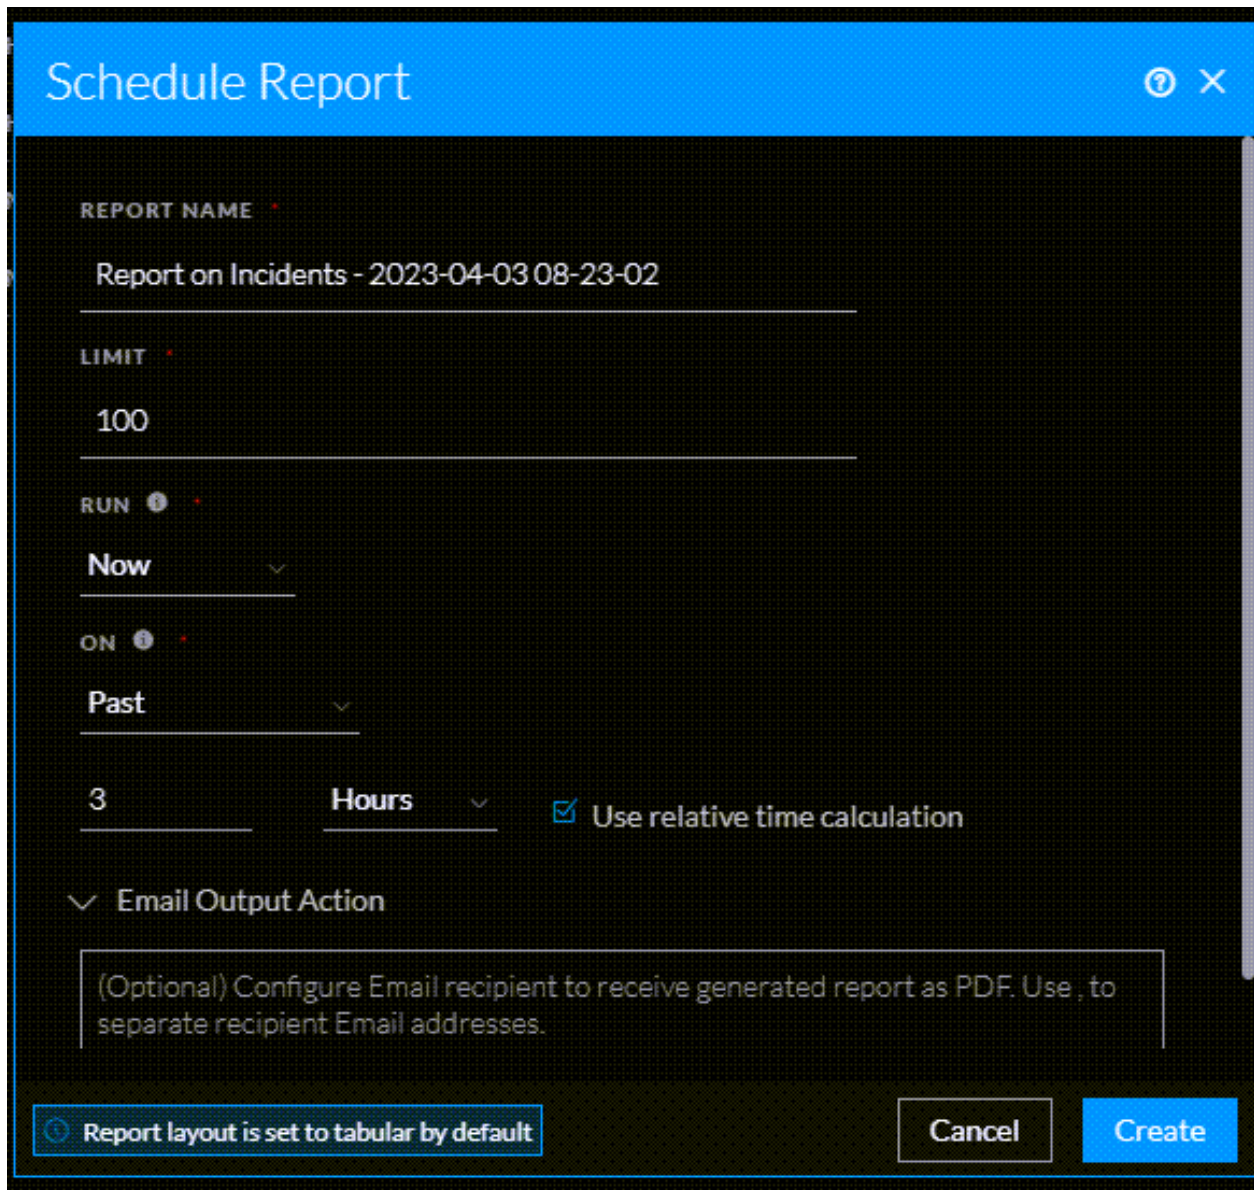 Schedule Report
REPORT NAME *
Report on Incidents - 2023-04-03 08-23-02
LIMIT *
100
RUN *
Now
ON *
Past
3 Hours Use relative time calculation
Email Output Action
(Optional) Configure Email recipient to receive generated report as PDF. Use , to
separate recipient Email addresses.
Report layout is set to tabular by default
Cancel Create